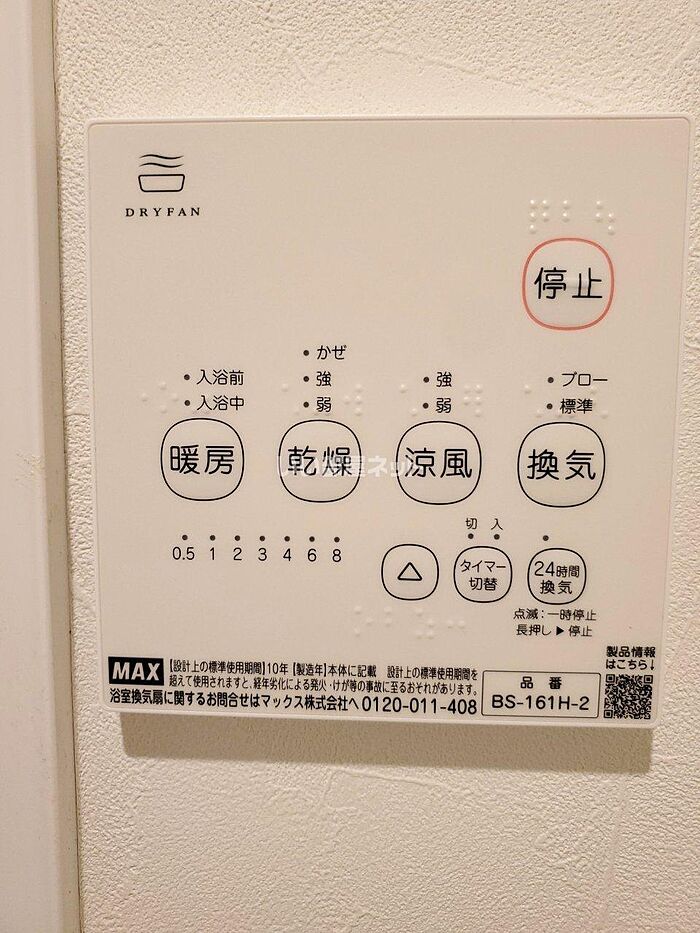 DRYFAN
停止
かぜ
入浴前 強 強 ブロー
入浴中 弱 弱 標準
暖房 乾燥 涼風 換気
いい部屋ネット
切 入
0.5 1 2 3 4 6 8
△ タイマー切替 24時間換気
点滅:一時停止
長押し▶停止
製品情報
はこちら↓
MAX 【設計上の標準使用期間】10年【製造年】本体に記載 設計上の標準使用期間を
超えて使用されますと、経年劣化による発火・けが等の事故に至るおそれがあります。
浴室換気扇に関するお問合せはマックス株式会社へ 0120-011-408
品番
BS-161H-2